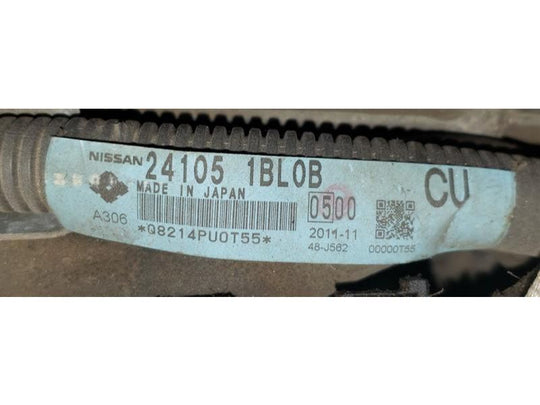 NISSAN 24105 1BL0B CU
MADE IN JAPAN
0500
A306
*Q8214PU0T55*
2011-11
48-J562 00000T55